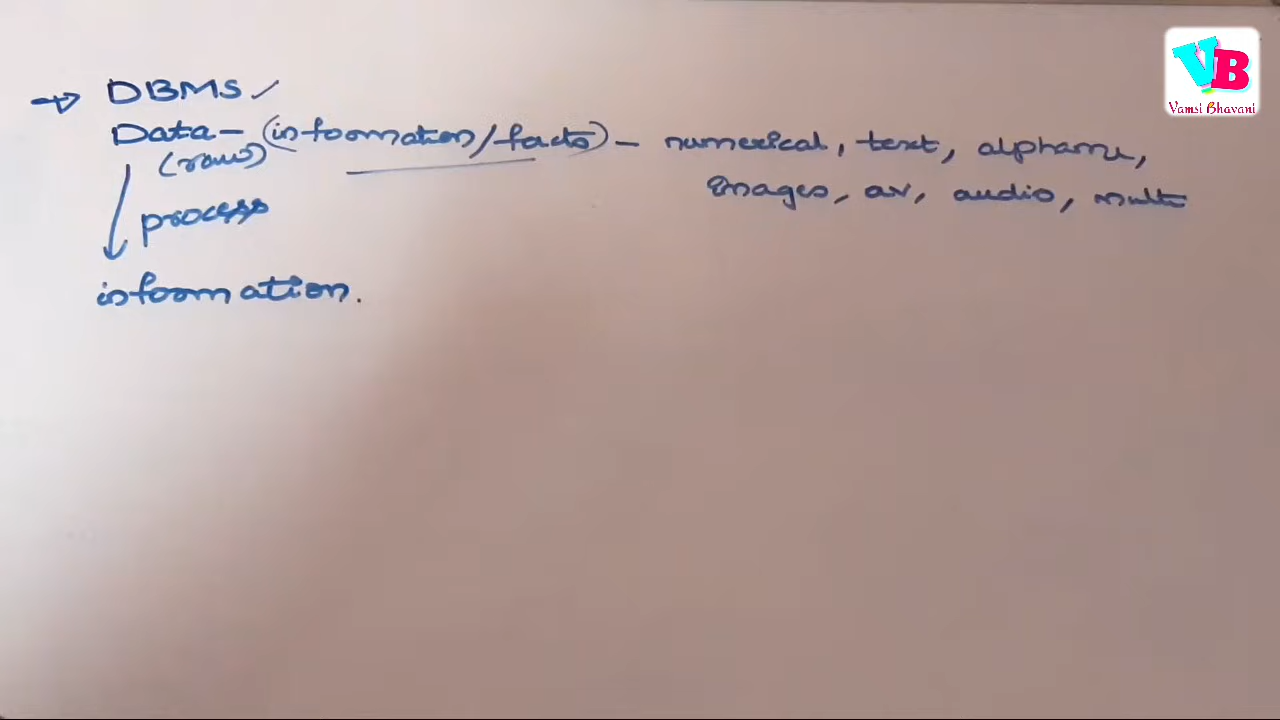 → DBMS ✓
Data – (information/facts) – numerical, text, alphanu,
(raw)
images, av, audio, multi
↓ process
information.
VB
Vamsi Bhavani